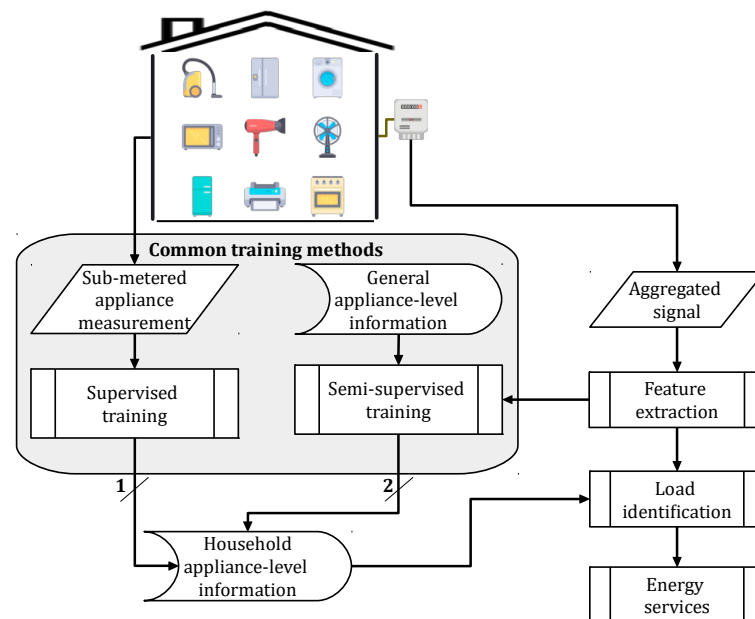 Common training methods
Sub-metered
appliance
measurement
General
appliance-level
information
Aggregated
signal
Supervised
training
Semi-supervised
training
Feature
extraction
1
2
Load
identification
Household
appliance-level
information
Energy
services